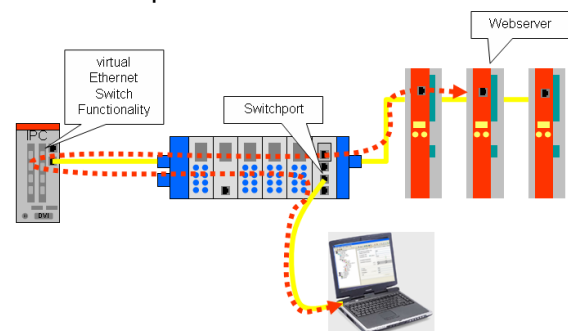 Webserver
virtual
Ethernet
Switch
Functionality
Switchport
IPC
DVI